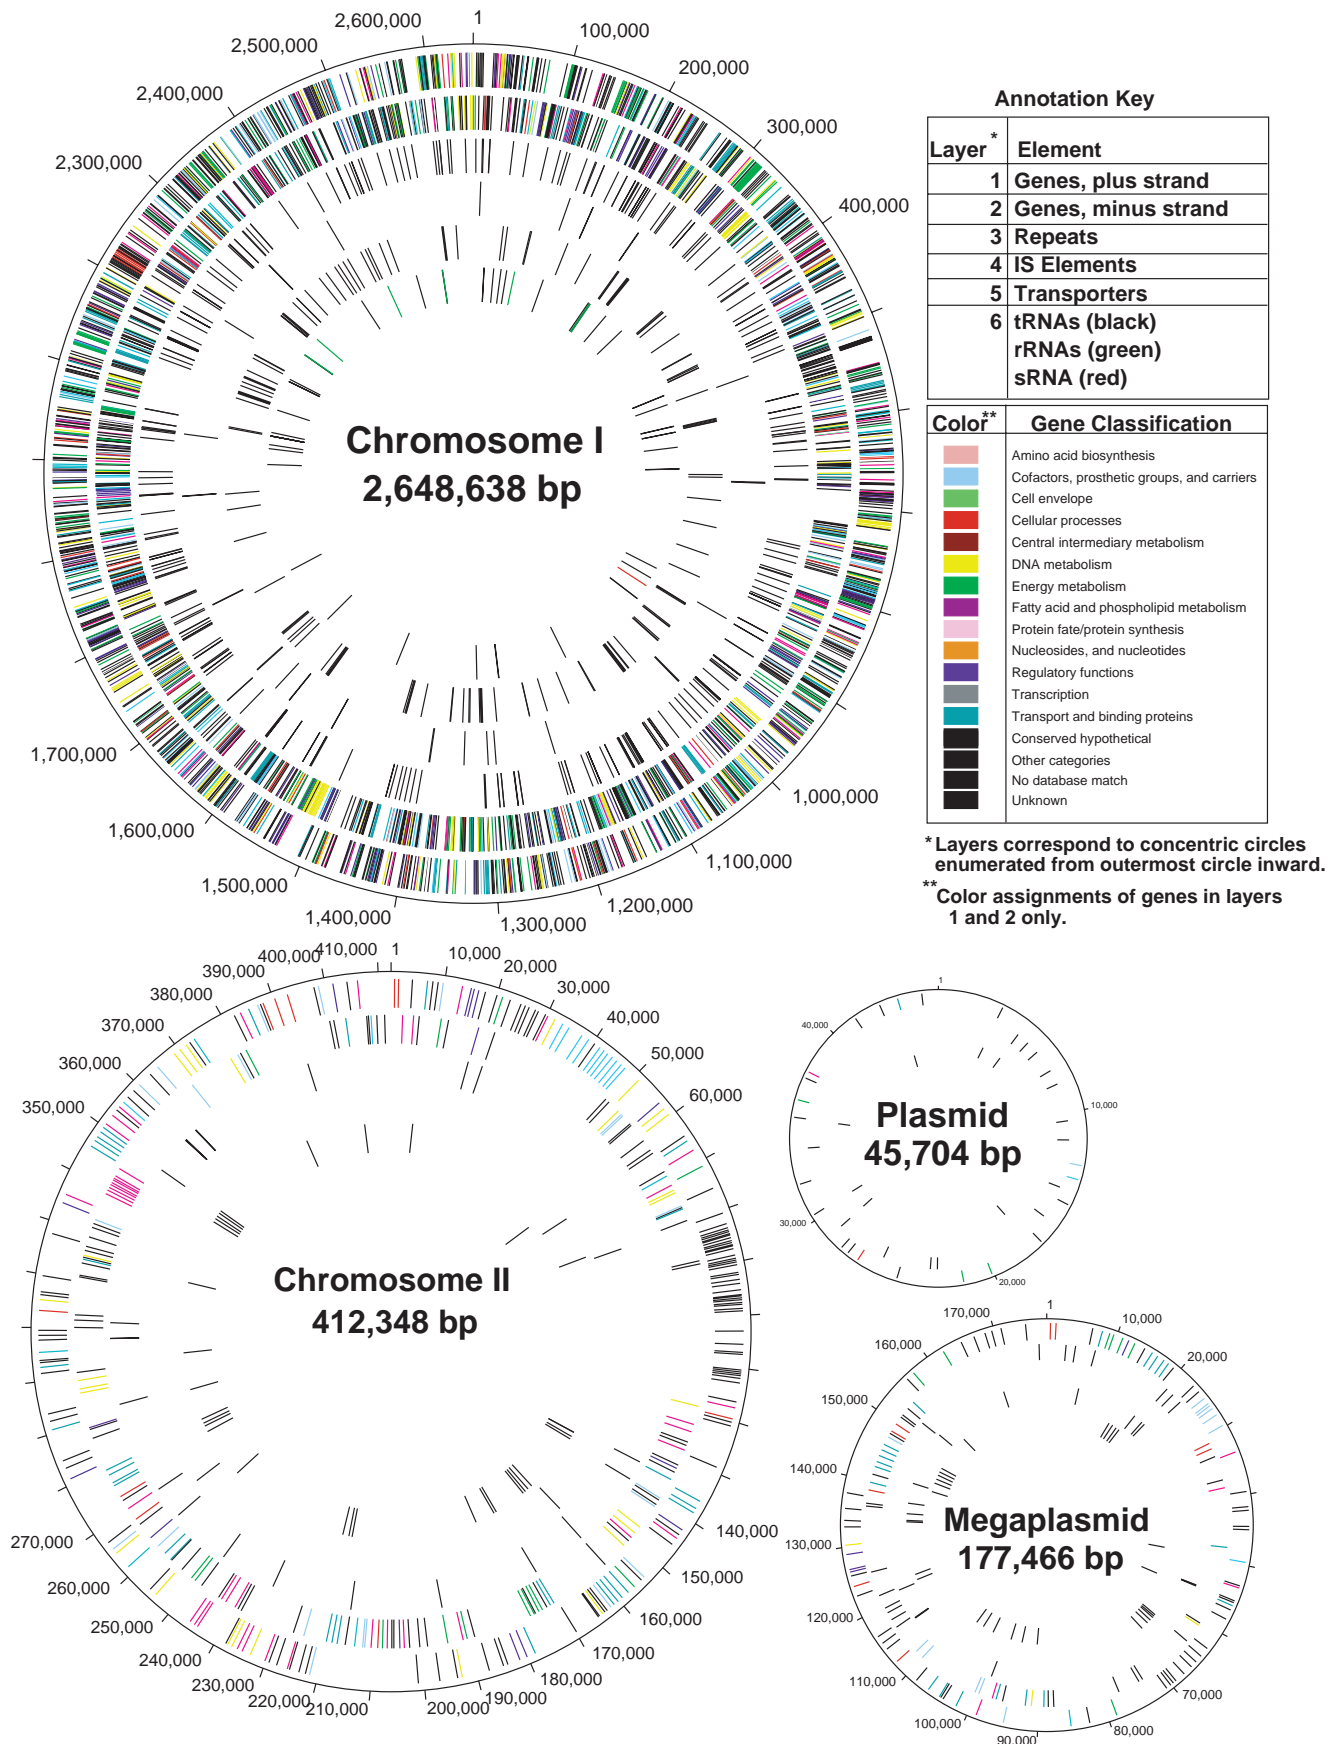 2,600,000
1
100,000
200,000
300,000
400,000
2,500,000
2,400,000
2,300,000
1,700,000
1,600,000
1,500,000
1,400,000
1,300,000
1,200,000
1,100,000
1,000,000
Chromosome I
2,648,638 bp
Annotation Key
Layer * Element
1 Genes, plus strand
2 Genes, minus strand
3 Repeats
4 IS Elements
5 Transporters
6 tRNAs (black)
rRNAs (green)
sRNA (red)
Color** Gene Classification
Amino acid biosynthesis
Cofactors, prosthetic groups, and carriers
Cell envelope
Cellular processes
Central intermediary metabolism
DNA metabolism
Energy metabolism
Fatty acid and phospholipid metabolism
Protein fate/protein synthesis
Nucleosides, and nucleotides
Regulatory functions
Transcription
Transport and binding proteins
Conserved hypothetical
Other categories
No database match
Unknown
* Layers correspond to concentric circles
enumerated from outermost circle inward.
** Color assignments of genes in layers
1 and 2 only.
1
10,000
20,000
30,000
40,000
50,000
60,000
140,000
150,000
160,000
170,000
180,000
190,000
200,000
210,000
220,000
230,000
240,000
250,000
260,000
270,000
350,000
360,000
370,000
380,000
390,000
400,000
410,000
Chromosome II
412,348 bp
1
10,000
20,000
30,000
40,000
Plasmid
45,704 bp
1
10,000
20,000
70,000
80,000
90,000
100,000
110,000
120,000
130,000
140,000
150,000
160,000
170,000
Megaplasmid
177,466 bp